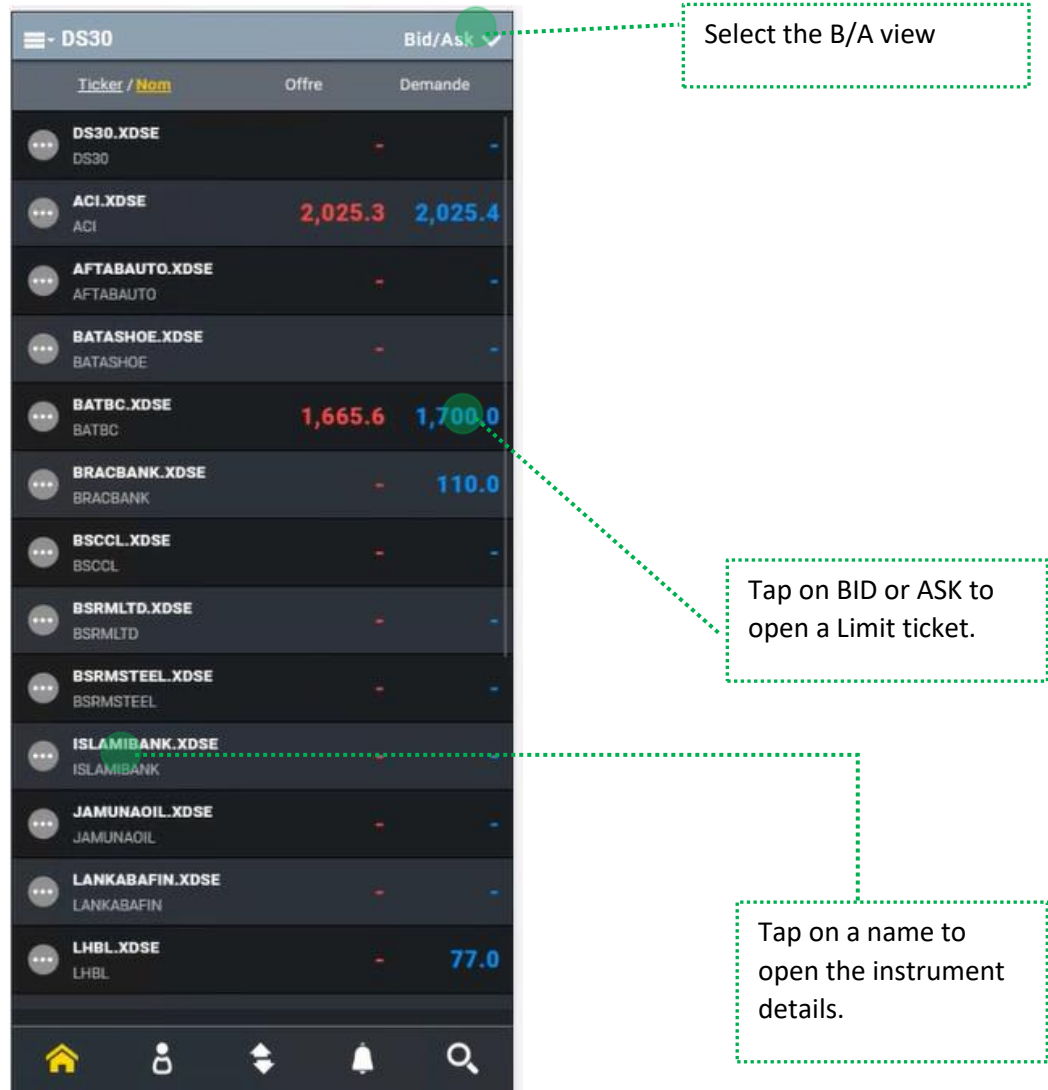 DS30 Bid/Ask
Select the B/A view
Ticker / Nom Offre Demande
DS30.XDSE - -
DS30
ACI.XDSE 2,025.3 2,025.4
ACI
AFTABAUTO.XDSE - -
AFTABAUTO
BATASHOE.XDSE - -
BATASHOE
BATBC.XDSE 1,665.6 1,700.0
BATBC
BRACBANK.XDSE - 110.0
BRACBANK
BSCCL.XDSE - -
BSCCL
Tap on BID or ASK to
open a Limit ticket.
BSRMLTD.XDSE - -
BSRMLTD
BSRMSTEEL.XDSE - -
BSRMSTEEL
ISLAMIBANK.XDSE - -
ISLAMIBANK
JAMUNAOIL.XDSE - -
JAMUNAOIL
LANKABAFIN.XDSE - -
LANKABAFIN
Tap on a name to
open the instrument
details.
LHBL.XDSE - 77.0
LHBL